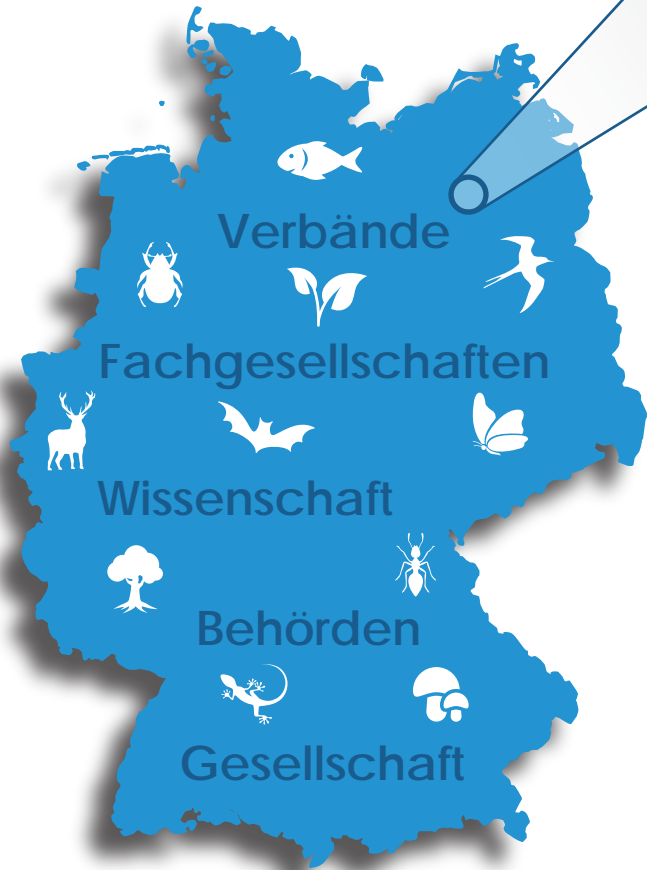 Verbände
Fachgesellschaften
Wissenschaft
Behörden
Gesellschaft